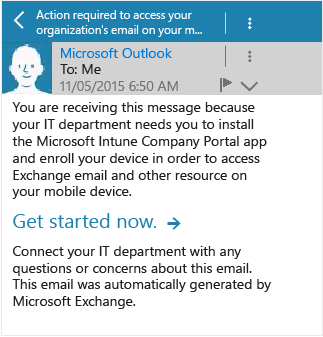 Action required to access your
organization's email on your m...
Microsoft Outlook
To: Me
11/05/2015 6:50 AM
You are receiving this message because
your IT department needs you to install
the Microsoft Intune Company Portal app
and enroll your device in order to access
Exchange email and other resource on
your mobile device.
Get started now. →
Connect your IT department with any
questions or concerns about this email.
This email was automatically generated by
Microsoft Exchange.